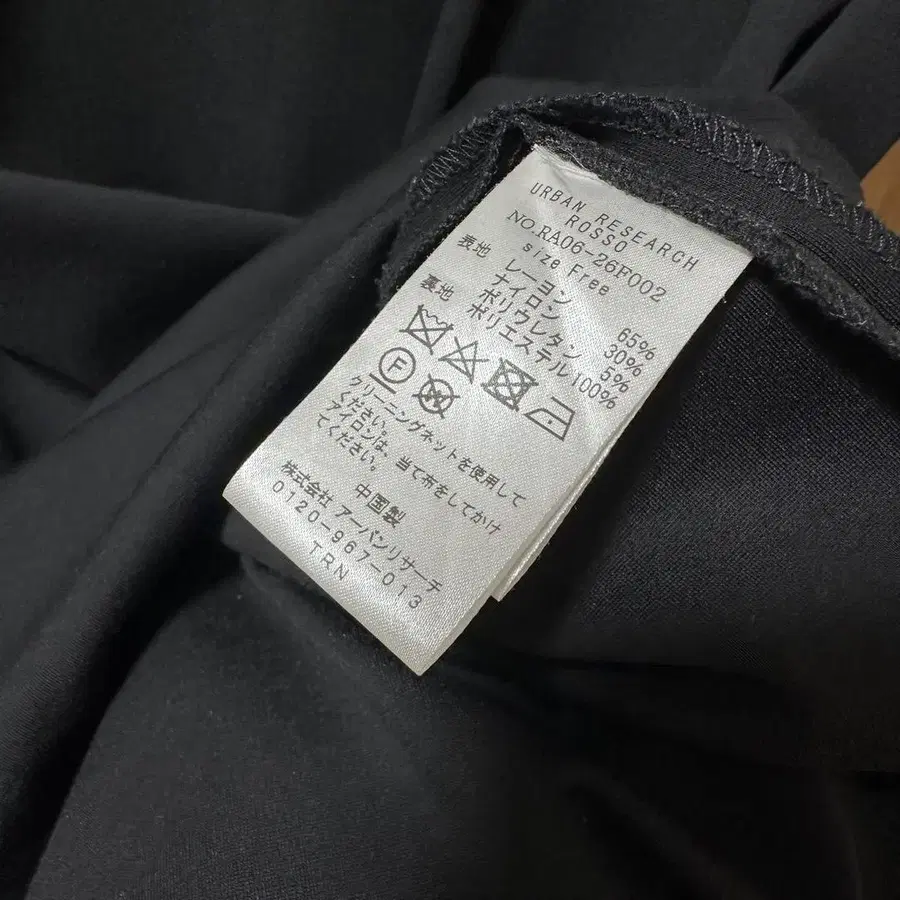 URBAN RESEARCH
ROSSO
NO.RA06-26F002
size Free
表地 レーヨン 65%
ナイロン 30%
ポリウレタン 5%
裏地 ポリエステル 100%
F W
クリーニングネットを使用して
ください。
アイロンは、当て布をしてかけ
てください。
中国製
株式会社 アーバンリサーチ
0120-967-013
TRN